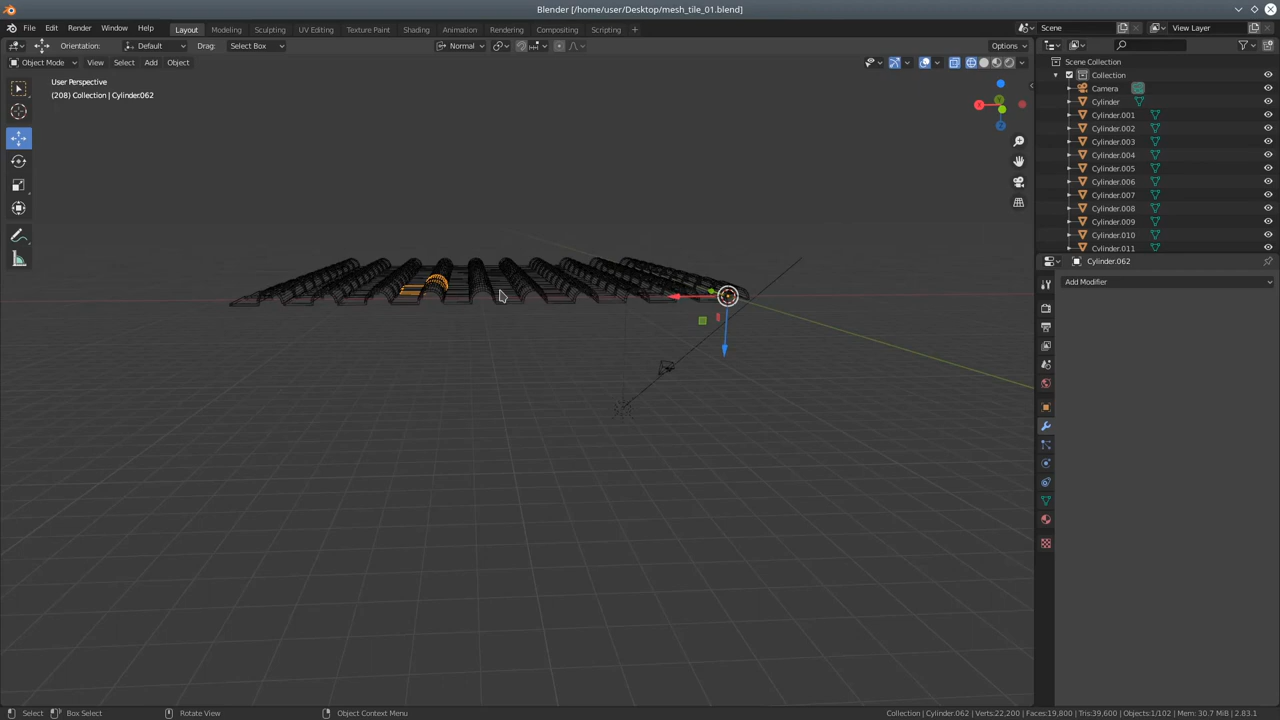 Blender [/home/user/Desktop/mesh_tile_01.blend]
File Edit Render Window Help Layout Modeling Sculpting UV Editing Texture Paint Shading Animation Rendering Compositing Scripting + Scene View Layer
Orientation: Default Drag: Select Box Normal Options
Object Mode View Select Add Object
User Perspective
(208) Collection | Cylinder.062
X
Y
Z
Scene Collection
Collection
Camera
Cylinder
Cylinder.001
Cylinder.002
Cylinder.003
Cylinder.004
Cylinder.005
Cylinder.006
Cylinder.007
Cylinder.008
Cylinder.009
Cylinder.010
Cylinder.011
Cylinder.062
Add Modifier
Select Box Select Rotate View Object Context Menu Collection | Cylinder.062 | Verts:22,200 | Faces:19,800 | Tris:39,600 | Objects:1/102 | Mem: 30.7 MiB | 2.83.1